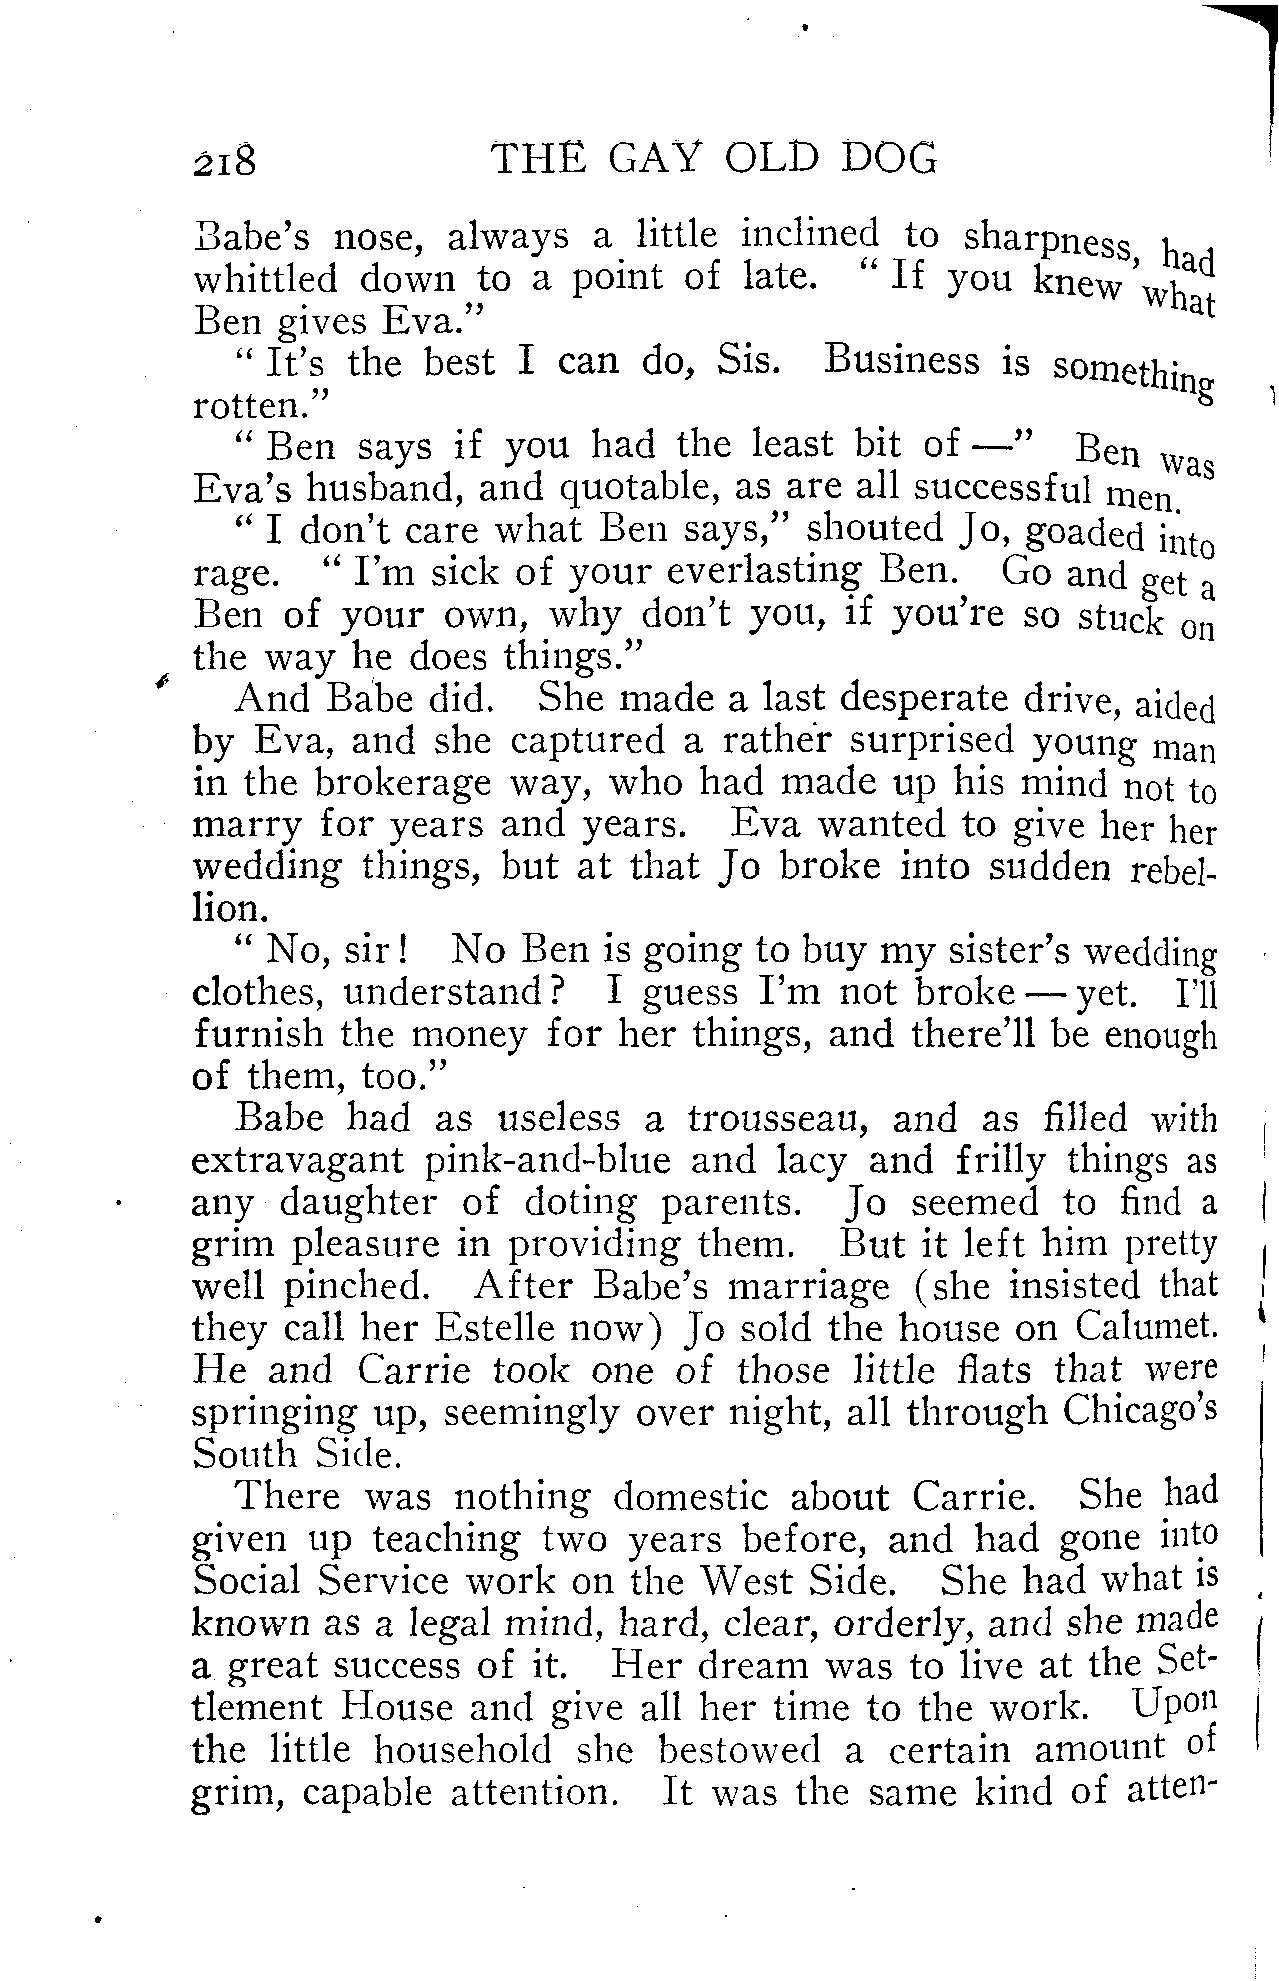 218 THE GAY OLD DOG
Babe's nose, always a little inclined to sharpness, had
whittled down to a point of late. "If you knew what
Ben gives Eva."
"It's the best I can do, Sis. Business is something
rotten."
"Ben says if you had the least bit of —" Ben was
Eva's husband, and quotable, as are all successful men.
"I don't care what Ben says," shouted Jo, goaded into
rage. "I'm sick of your everlasting Ben. Go and get a
Ben of your own, why don't you, if you're so stuck on
the way he does things."
And Babe did. She made a last desperate drive, aided
by Eva, and she captured a rather surprised young man
in the brokerage way, who had made up his mind not to
marry for years and years. Eva wanted to give her her
wedding things, but at that Jo broke into sudden rebel-
lion.
"No, sir! No Ben is going to buy my sister's wedding
clothes, understand? I guess I'm not broke — yet. I'll
furnish the money for her things, and there'll be enough
of them, too."
Babe had as useless a trousseau, and as filled with
extravagant pink-and-blue and lacy and frilly things as
any daughter of doting parents. Jo seemed to find a
grim pleasure in providing them. But it left him pretty
well pinched. After Babe's marriage (she insisted that
they call her Estelle now) Jo sold the house on Calumet.
He and Carrie took one of those little flats that were
springing up, seemingly over night, all through Chicago's
South Side.
There was nothing domestic about Carrie. She had
given up teaching two years before, and had gone into
Social Service work on the West Side. She had what is
known as a legal mind, hard, clear, orderly, and she made
a great success of it. Her dream was to live at the Set-
tlement House and give all her time to the work. Upon
the little household she bestowed a certain amount of
grim, capable attention. It was the same kind of atten-